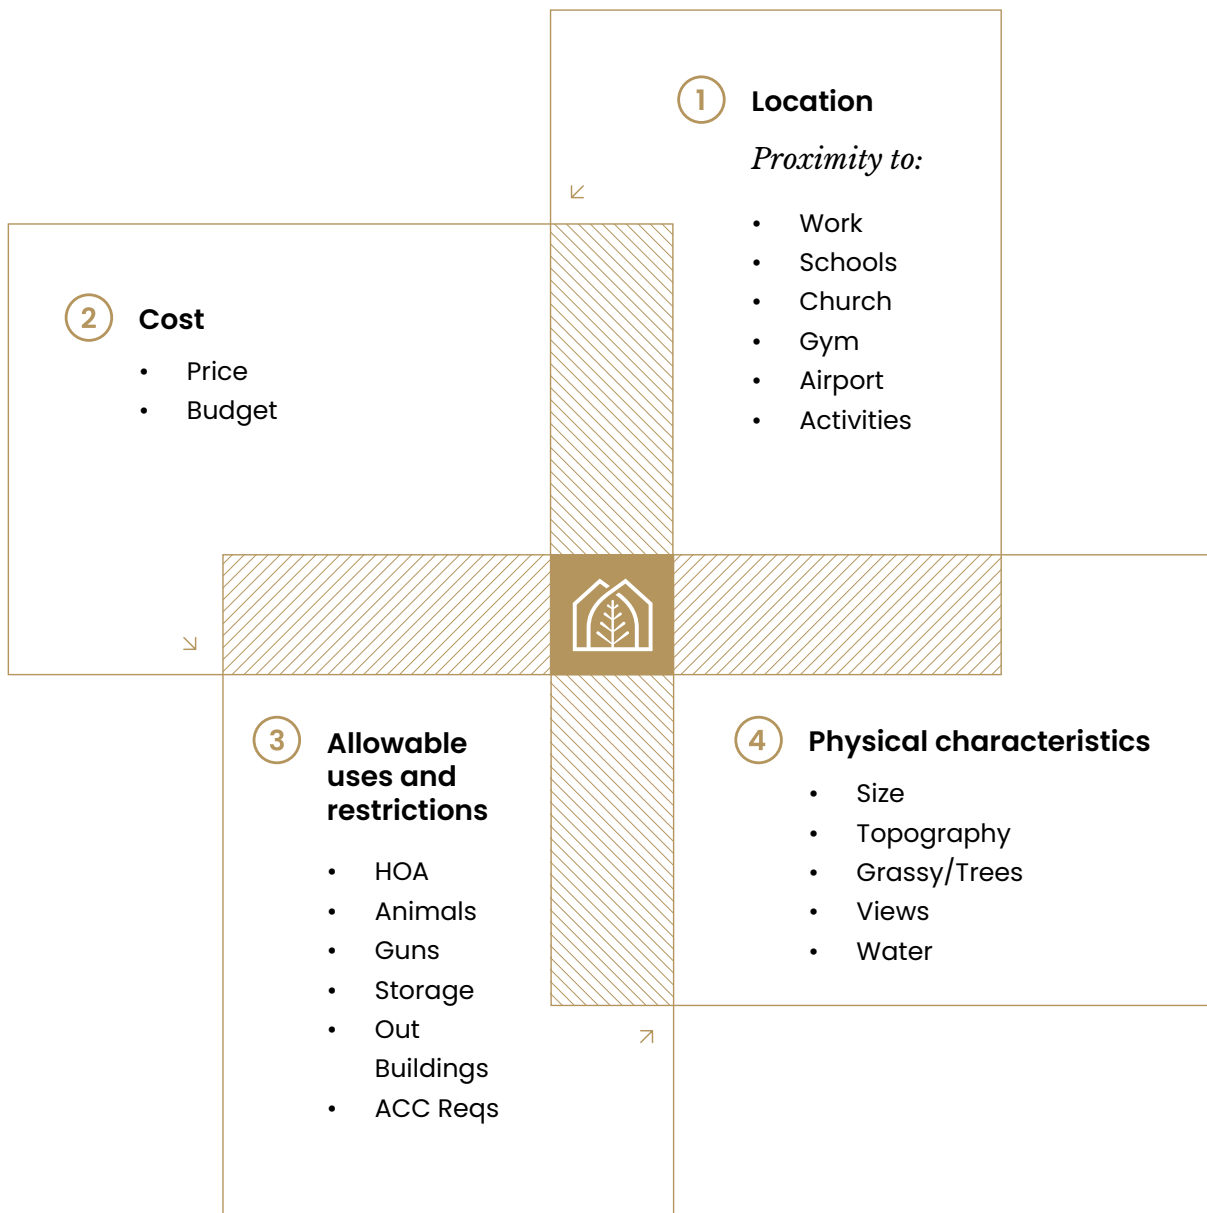 1
Location
Proximity to:
• Work
• Schools
• Church
• Gym
• Airport
• Activities
2
Cost
• Price
• Budget
3
Allowable
uses and
restrictions
• HOA
• Animals
• Guns
• Storage
• Out
Buildings
• ACC Reqs
4
Physical characteristics
• Size
• Topography
• Grassy/Trees
• Views
• Water